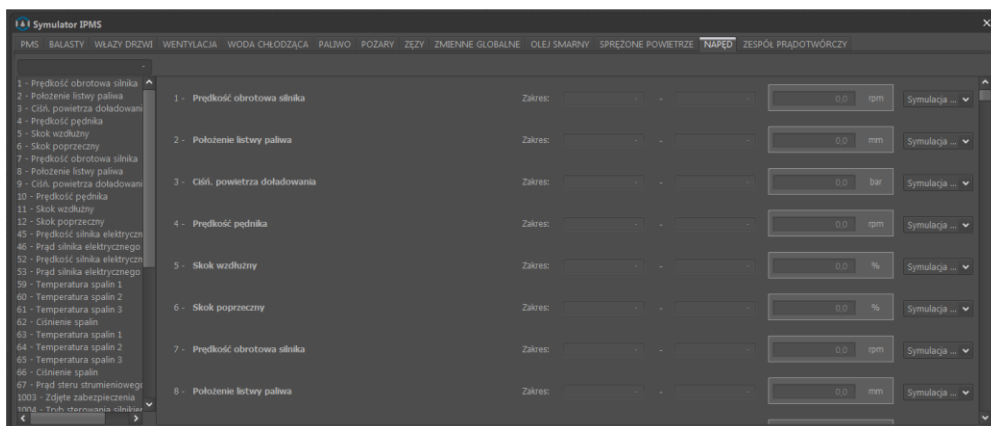 Symulator IPMS
PMS BALASTY WŁAZY DRZWI WENTYLACJA WODA CHŁODZĄCA PALIWO POŻARY ZĘZY ZMIENNE GLOBALNE OLEJ SMARNY SPRĘŻONE POWIETRZE NAPĘD ZESPÓŁ PRĄDOTWÓRCZY
1 - Prędkość obrotowa silnika
2 - Położenie listwy paliwa
3 - Ciśń. powietrza doładowani
4 - Prędkość pędnika
5 - Skok wzdłużny
6 - Skok poprzeczny
7 - Prędkość obrotowa silnika
8 - Położenie listwy paliwa
9 - Ciśń. powietrza doładowani
10 - Prędkość pędnika
11 - Skok wzdłużny
12 - Skok poprzeczny
45 - Prędkość silnika elektryczn
46 - Prąd silnika elektrycznego
52 - Prędkość silnika elektryczn
53 - Prąd silnika elektrycznego
59 - Temperatura spalin 1
60 - Temperatura spalin 2
61 - Temperatura spalin 3
62 - Ciśnienie spalin
63 - Temperatura spalin 1
64 - Temperatura spalin 2
65 - Temperatura spalin 3
66 - Ciśnienie spalin
67 - Prąd steru strumienioweg
1003 - Zdjęte zabezpieczenia
1004 - Tryb sterowania silnikiem
1 - Prędkość obrotowa silnika Zakres: - - - 0,0 rpm Symulacja ...
2 - Położenie listwy paliwa Zakres: - - - 0,0 mm Symulacja ...
3 - Ciśń. powietrza doładowania Zakres: - - - 0,0 bar Symulacja ...
4 - Prędkość pędnika Zakres: - - - 0,0 rpm Symulacja ...
5 - Skok wzdłużny Zakres: - - - 0,0 % Symulacja ...
6 - Skok poprzeczny Zakres: - - - 0,0 % Symulacja ...
7 - Prędkość obrotowa silnika Zakres: - - - 0,0 rpm Symulacja ...
8 - Położenie listwy paliwa Zakres: - - - 0,0 mm Symulacja ...